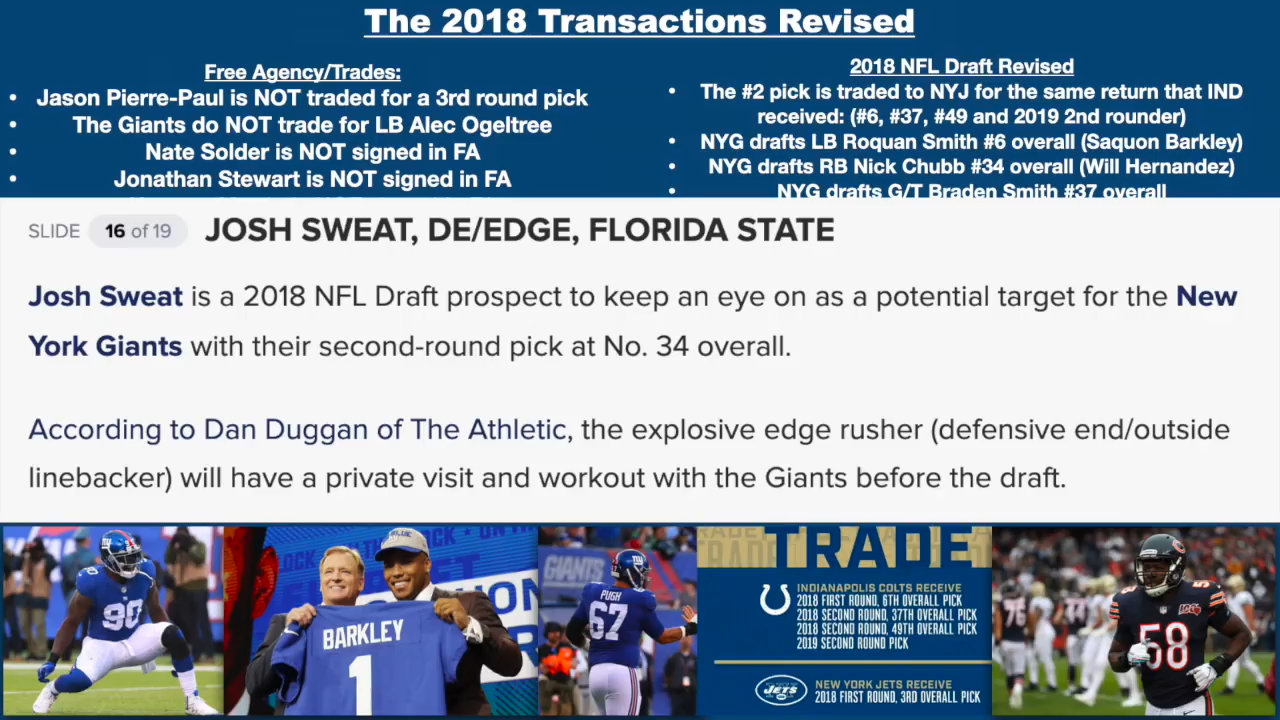 The 2018 Transactions Revised
Free Agency/Trades:
• Jason Pierre-Paul is NOT traded for a 3rd round pick
• The Giants do NOT trade for LB Alec Ogeltree
• Nate Solder is NOT signed in FA
• Jonathan Stewart is NOT signed in FA
2018 NFL Draft Revised
• The #2 pick is traded to NYJ for the same return that IND
received: (#6, #37, #49 and 2019 2nd rounder)
• NYG drafts LB Roquan Smith #6 overall (Saquon Barkley)
• NYG drafts RB Nick Chubb #34 overall (Will Hernandez)
• NYG drafts G/T Braden Smith #37 overall
SLIDE 16 of 19 JOSH SWEAT, DE/EDGE, FLORIDA STATE
Josh Sweat is a 2018 NFL Draft prospect to keep an eye on as a potential target for the New
York Giants with their second-round pick at No. 34 overall.
According to Dan Duggan of The Athletic, the explosive edge rusher (defensive end/outside
linebacker) will have a private visit and workout with the Giants before the draft.
90
BARKLEY
1
GIANTS
PUGH
67
TRADE
INDIANAPOLIS COLTS RECEIVE
2018 FIRST ROUND, 6TH OVERALL PICK
2018 SECOND ROUND, 37TH OVERALL PICK
2018 SECOND ROUND, 49TH OVERALL PICK
2019 SECOND ROUND PICK
JETS
NEW YORK JETS RECEIVE
2018 FIRST ROUND, 3RD OVERALL PICK
76
58